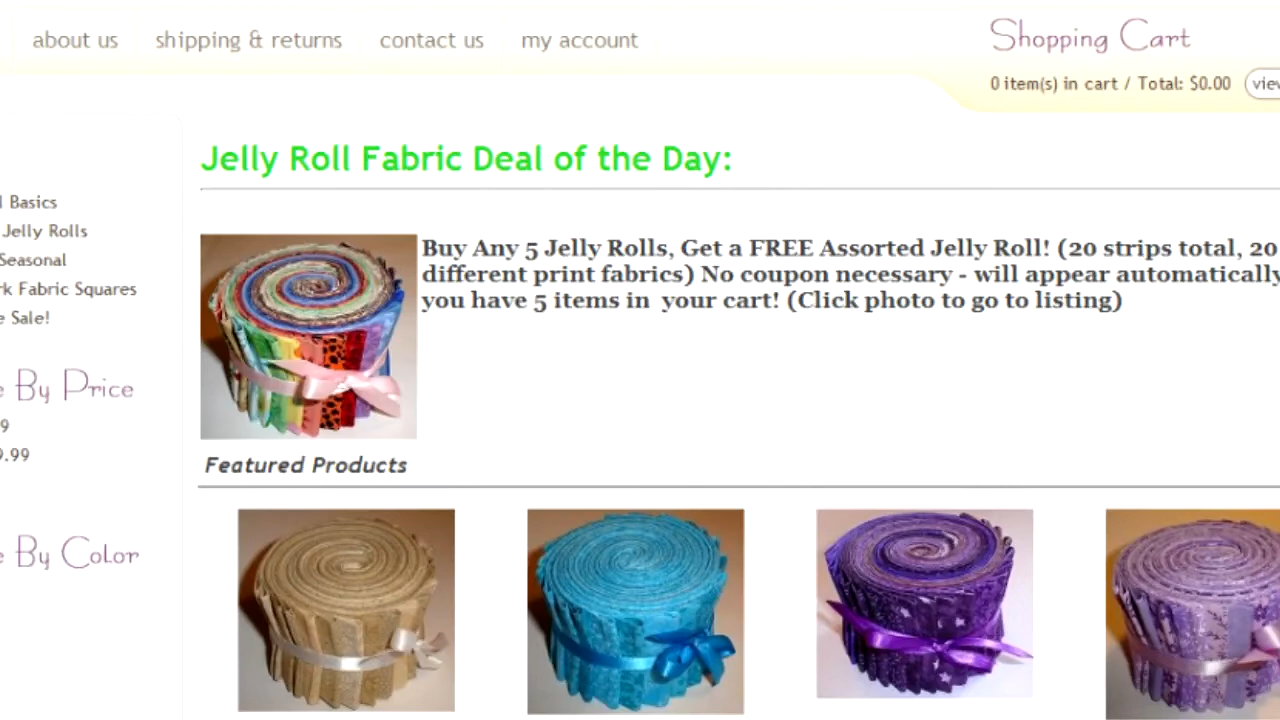 about us shipping & returns contact us my account
Shopping Cart
0 item(s) in cart / Total: $0.00
Jelly Roll Fabric Deal of the Day:
Basics
Jelly Rolls
Seasonal
Fabric Squares
Sale!
Buy Any 5 Jelly Rolls, Get a FREE Assorted Jelly Roll! (20 strips total, 20
different print fabrics) No coupon necessary - will appear automatically
you have 5 items in your cart! (Click photo to go to listing)
By Price
9
9.99
Featured Products
By Color